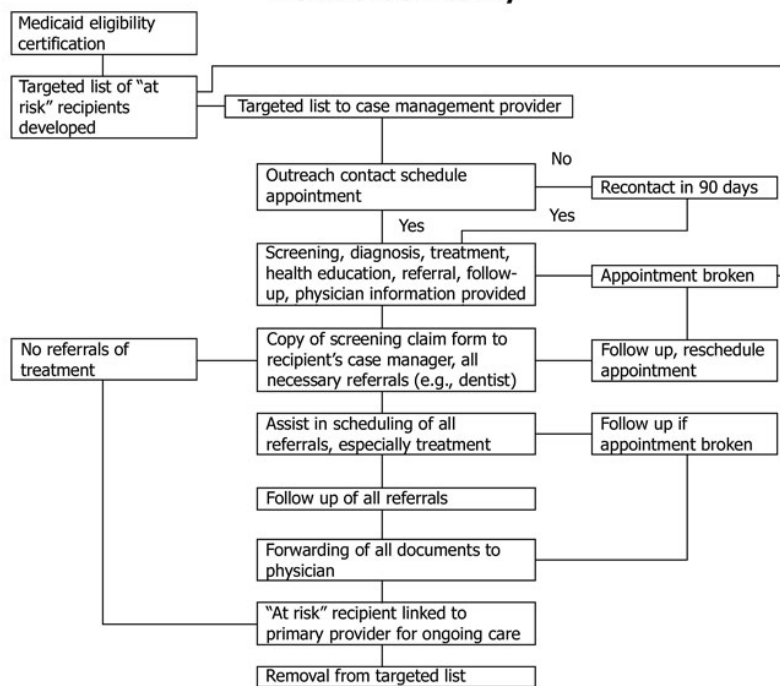 Medicaid eligibility
certification
Targeted list of “at
risk” recipients
developed
Targeted list to case management provider
Outreach contact schedule
appointment
No
Recontact in 90 days
Yes
Yes
Screening, diagnosis, treatment,
health education, referral, follow-
up, physician information provided
Appointment broken
No referrals of
treatment
Copy of screening claim form to
recipient’s case manager, all
necessary referrals (e.g., dentist)
Follow up, reschedule
appointment
Assist in scheduling of all
referrals, especially treatment
Follow up if
appointment broken
Follow up of all referrals
Forwarding of all documents to
physician
“At risk” recipient linked to
primary provider for ongoing care
Removal from targeted list